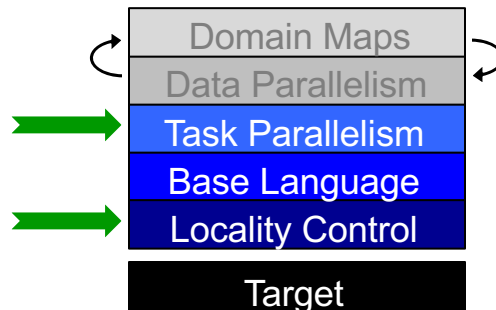 Domain Maps
Data Parallelism
Task Parallelism
Base Language
Locality Control
Target